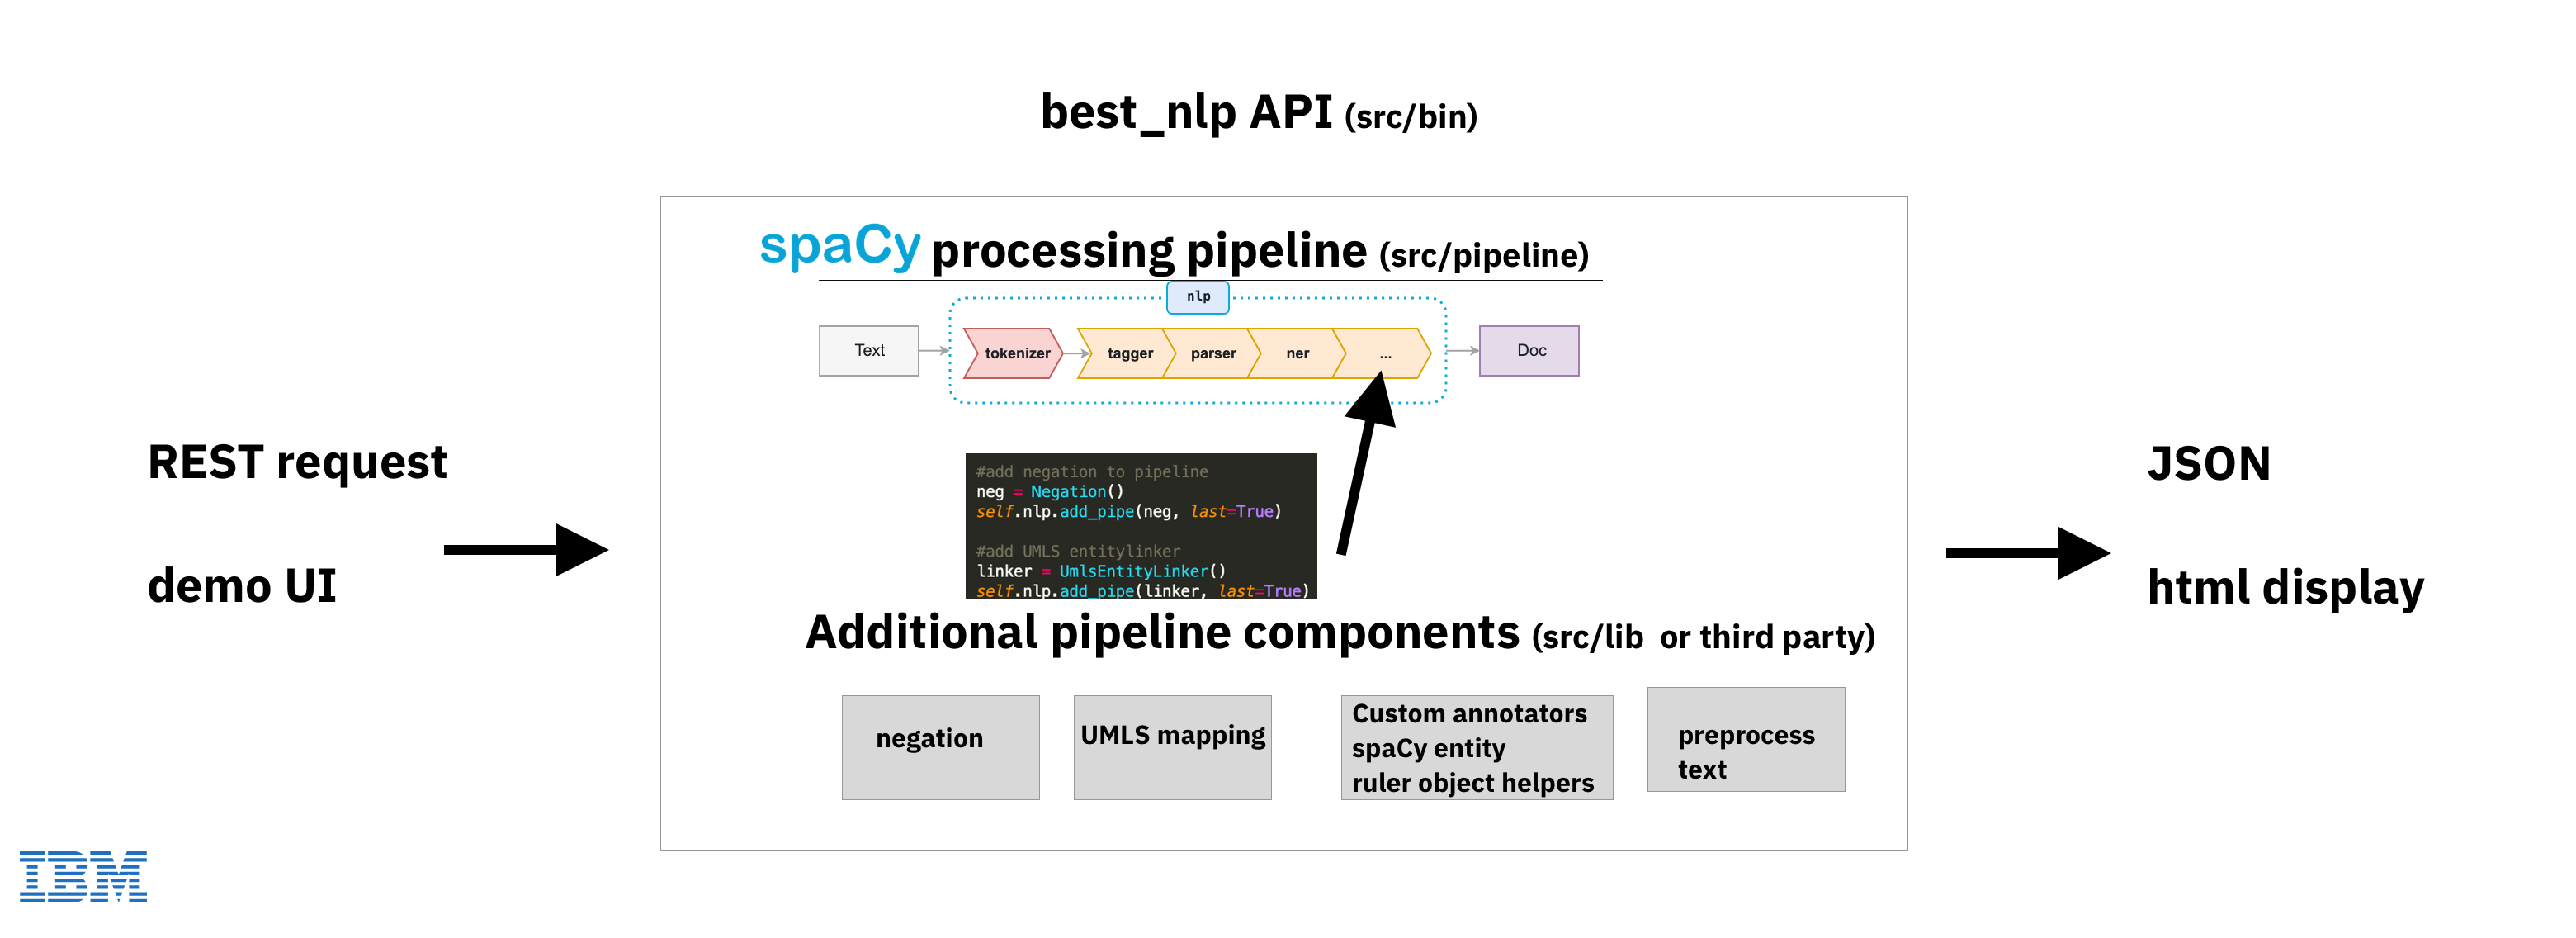 best_nlp API (src/bin)
spaCy processing pipeline (src/pipeline)
nlp
Text
tokenizer
tagger
parser
ner
...
Doc
REST request
demo UI
#add negation to pipeline
neg = Negation()
self.nlp.add_pipe(neg, last=True)
#add UMLS entitylinker
linker = UmlsEntityLinker()
self.nlp.add_pipe(linker, last=True)
JSON
html display
Additional pipeline components (src/lib or third party)
negation
UMLS mapping
Custom annotators
spaCy entity
ruler object helpers
preprocess
text
IBM